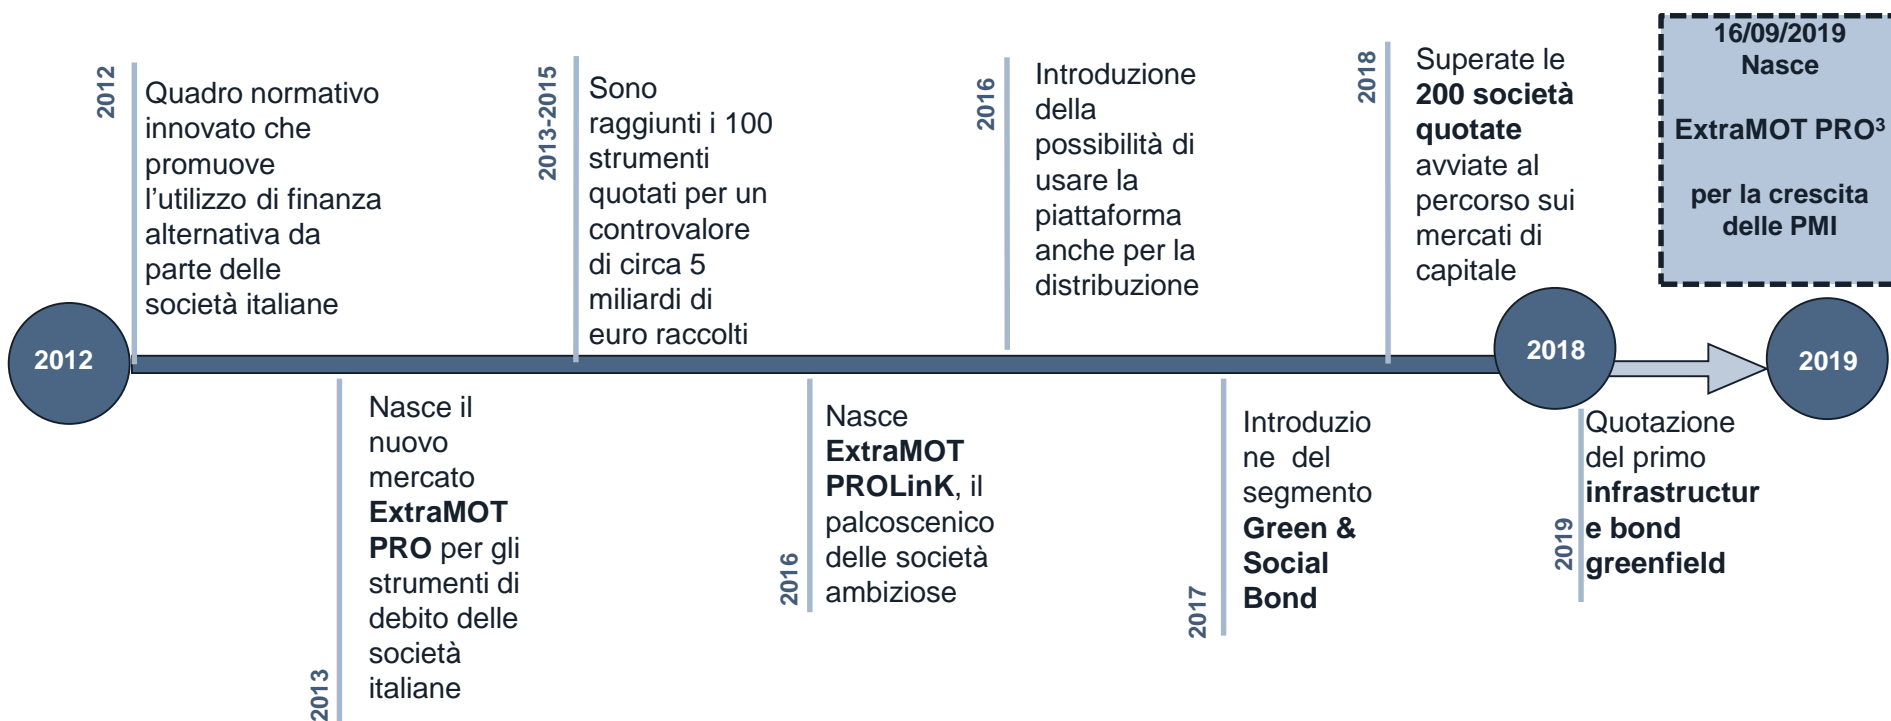 2012
Quadro normativo
innovato che
promuove
l'utilizzo di finanza
alternativa da
parte delle
società italiane
2013-2015
Sono
raggiunti i 100
strumenti
quotati per un
controvalore
di circa 5
miliardi di
euro raccolti
2016
Introduzione
della
possibilità di
usare la
piattaforma
anche per la
distribuzione
2018
Superate le
200 società
quotate
avviate al
percorso sui
mercati di
capitale
16/09/2019
Nasce
ExtraMOT PRO³
per la crescita
delle PMI
2012
2018
2019
2013
Nasce il
nuovo
mercato
ExtraMOT
PRO per gli
strumenti di
debito delle
società
italiane
2016
Nasce
ExtraMOT
PROLinK, il
palcoscenico
delle società
ambiziose
2017
Introduzio
ne del
segmento
Green &
Social
Bond
2019
Quotazione
del primo
infrastructur
e bond
greenfield